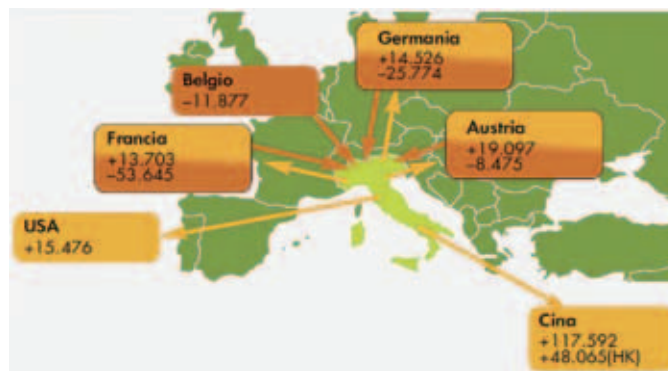 Germania
+14.526
–25.774
Belgio
–11.877
Francia
+13.703
–53.645
Austria
+19.097
–8.475
USA
+15.476
Cina
+117.592
+48.065(HK)